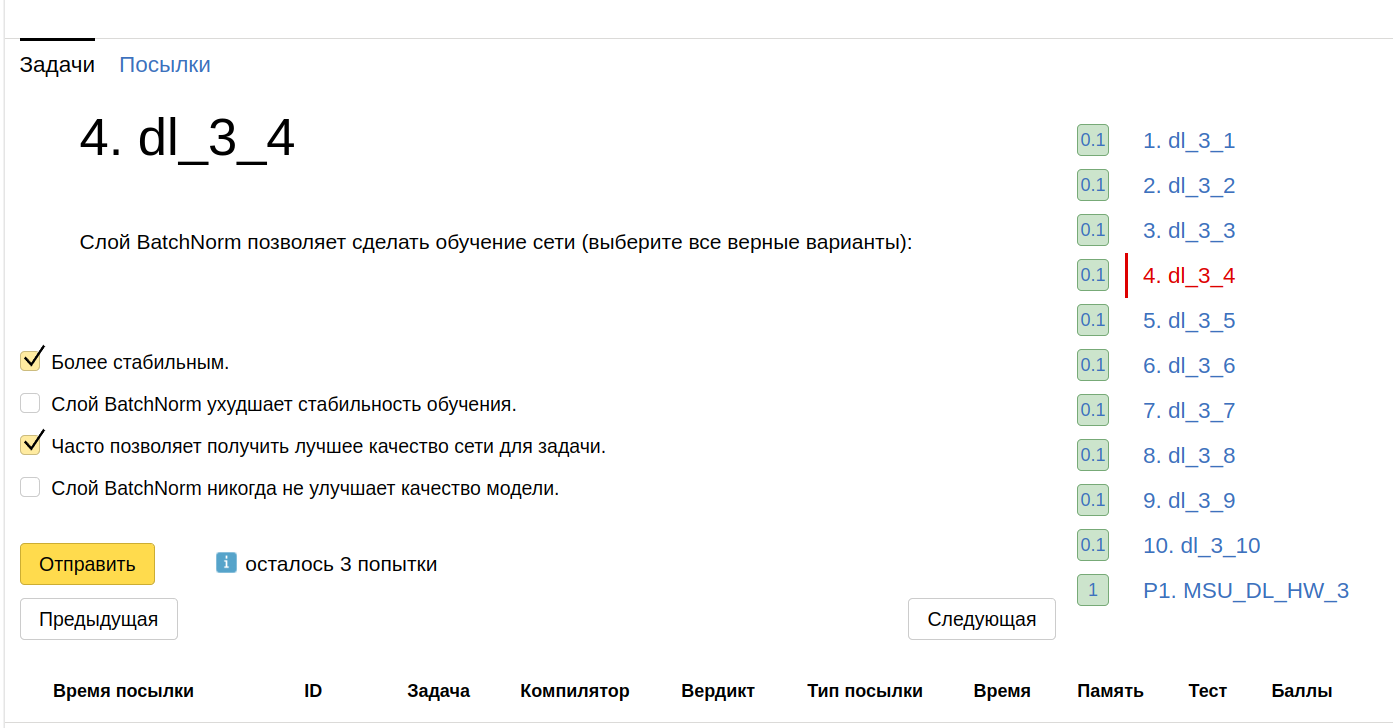 Задачи Посылки
4. dl_3_4
Слой BatchNorm позволяет сделать обучение сети (выберите все верные варианты):
Более стабильным.
Слой BatchNorm ухудшает стабильность обучения.
Часто позволяет получить лучшее качество сети для задачи.
Слой BatchNorm никогда не улучшает качество модели.
Отправить
i осталось 3 попытки
Предыдущая
Следующая
0.1 1. dl_3_1
0.1 2. dl_3_2
0.1 3. dl_3_3
0.1 4. dl_3_4
0.1 5. dl_3_5
0.1 6. dl_3_6
0.1 7. dl_3_7
0.1 8. dl_3_8
0.1 9. dl_3_9
0.1 10. dl_3_10
1 P1. MSU_DL_HW_3
Время посылки ID Задача Компилятор Вердикт Тип посылки Время Память Тест Баллы